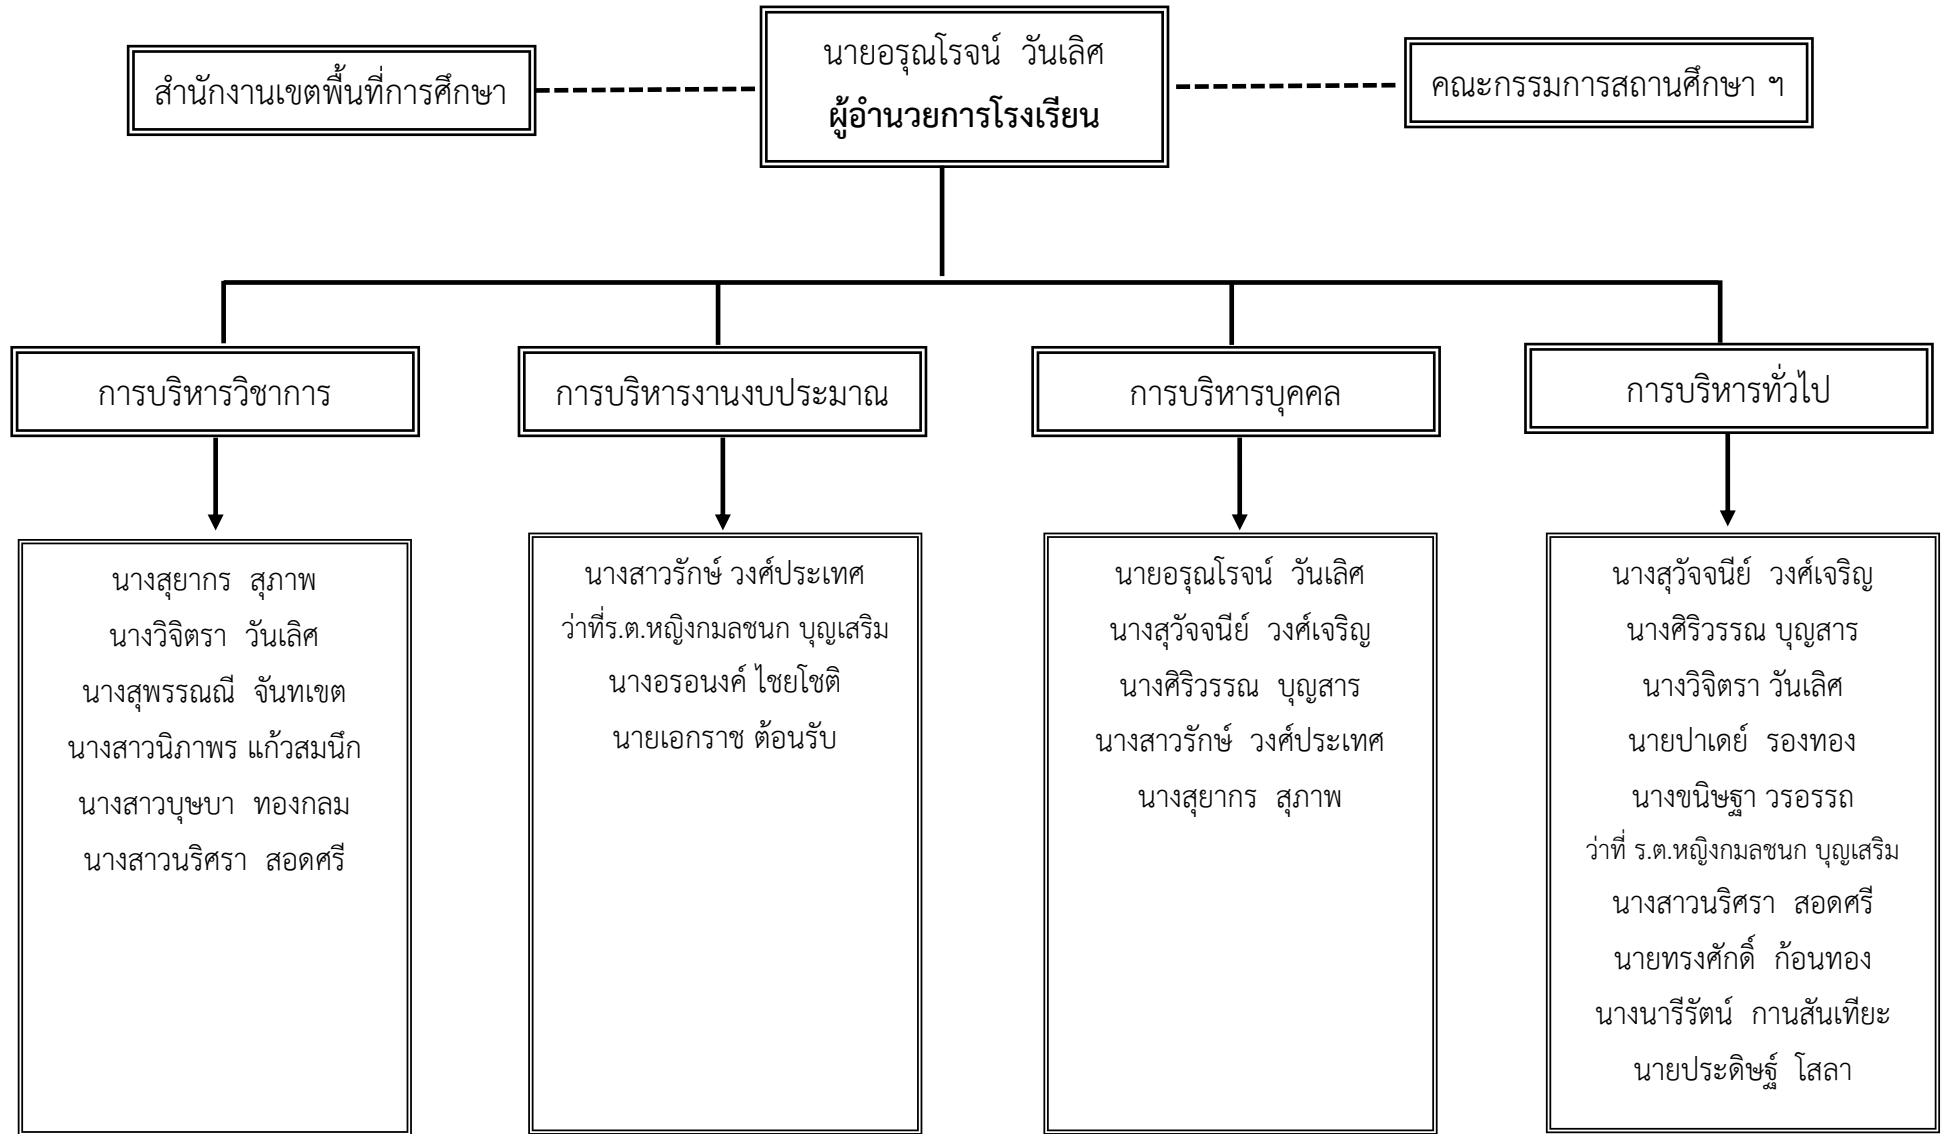 นายอรุณโรจน์ วันเลิศ
ผู้อำนวยการโรงเรียน
สำนักงานเขตพื้นที่การศึกษา
คณะกรรมการสถานศึกษา ฯ
การบริหารวิชาการ
นางสุยากร สุภาพ
นางวิจิตรา วันเลิศ
นางสุพรรณณี จันทเขต
นางสาวนิภาพร แก้วสมนึก
นางสาวบุษบา ทองกลม
นางสาวนริศรา สอดศรี
การบริหารงานงบประมาณ
นางสาวรักษ์ วงศ์ประเทศ
ว่าที่ร.ต.หญิงกมลชนก บุญเสริม
นางอรอนงค์ ไชยโชติ
นายเอกราช ต้อนรับ
การบริหารบุคคล
นายอรุณโรจน์ วันเลิศ
นางสุวัจจนีย์ วงศ์เจริญ
นางศิริวรรณ บุญสาร
นางสาวรักษ์ วงศ์ประเทศ
นางสุยากร สุภาพ
การบริหารทั่วไป
นางสุวัจจนีย์ วงศ์เจริญ
นางศิริวรรณ บุญสาร
นางวิจิตรา วันเลิศ
นายปาเดย์ รองทอง
นางขนิษฐา วรอรรถ
ว่าที่ ร.ต.หญิงกมลชนก บุญเสริม
นางสาวนริศรา สอดศรี
นายทรงศักดิ์ ก้อนทอง
นางนารีรัตน์ กานสันเทียะ
นายประดิษฐ์ โสลา